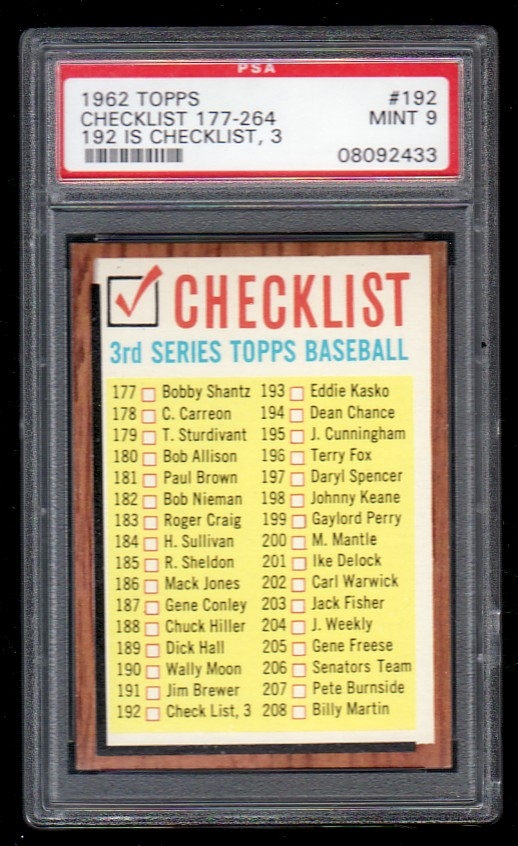 PSA
1962 TOPPS #192
CHECKLIST 177-264 MINT 9
192 IS CHECKLIST, 3
08092433
CHECKLIST
3rd SERIES TOPPS BASEBALL
177 Bobby Shantz
178 C. Carreon
179 T. Sturdivant
180 Bob Allison
181 Paul Brown
182 Bob Nieman
183 Roger Craig
184 H. Sullivan
185 R. Sheldon
186 Mack Jones
187 Gene Conley
188 Chuck Hiller
189 Dick Hall
190 Wally Moon
191 Jim Brewer
192 Check List, 3
193 Eddie Kasko
194 Dean Chance
195 J. Cunningham
196 Terry Fox
197 Daryl Spencer
198 Johnny Keane
199 Gaylord Perry
200 M. Mantle
201 Ike Delock
202 Carl Warwick
203 Jack Fisher
204 J. Weekly
205 Gene Freese
206 Senators Team
207 Pete Burnside
208 Billy Martin